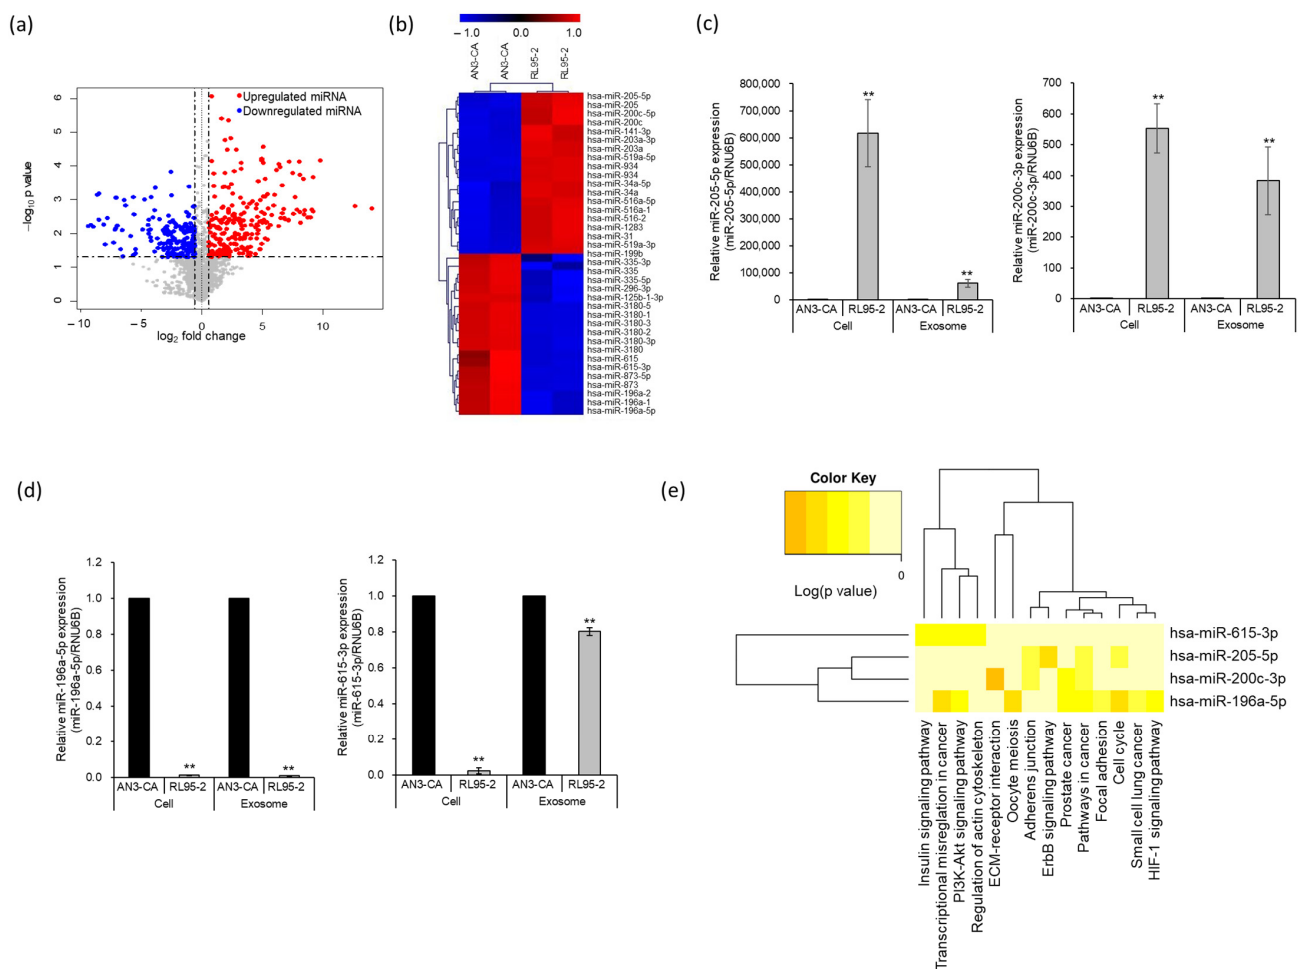 (a)
Upregulated miRNA
Downregulated miRNA
6
5
4
3
2
1
0
−log10 p value
−10
−5
0
5
10
log2 fold change
(b)
−1.0 0.0 1.0
AN3-CA
AN3-CA
RL95-2
RL95-2
hsa-miR-205-5p
hsa-miR-205
hsa-miR-200c-5p
hsa-miR-200c
hsa-miR-141-3p
hsa-miR-203a-3p
hsa-miR-203a
hsa-miR-519a-5p
hsa-miR-934
hsa-miR-934
hsa-miR-34a-5p
hsa-miR-34a
hsa-miR-516a-5p
hsa-miR-516a-1
hsa-miR-516-2
hsa-miR-1283
hsa-miR-31
hsa-miR-519a-3p
hsa-miR-199b
hsa-miR-335-3p
hsa-miR-335
hsa-miR-335-5p
hsa-miR-296-3p
hsa-miR-125b-1-3p
hsa-miR-3180-5
hsa-miR-3180-1
hsa-miR-3180-3
hsa-miR-3180-2
hsa-miR-3180-3p
hsa-miR-3180
hsa-miR-615
hsa-miR-615-3p
hsa-miR-873-5p
hsa-miR-873
hsa-miR-196a-2
hsa-miR-196a-1
hsa-miR-196a-5p
(c)
Relative miR-205-5p expression
(miR-205-5p/RNU6B)
800,000
700,000
600,000
500,000
400,000
300,000
200,000
100,000
0
**
**
AN3-CA RL95-2 AN3-CA RL95-2
Cell Exosome
Relative miR-200c-3p expression
(miR-200c-3p/RNU6B)
700
600
500
400
300
200
100
0
**
**
AN3-CA RL95-2 AN3-CA RL95-2
Cell Exosome
(d)
Relative miR-196a-5p expression
(miR-196a-5p/RNU6B)
1.2
1.0
0.8
0.6
0.4
0.2
0.0
**
**
AN3-CA RL95-2 AN3-CA RL95-2
Cell Exosome
Relative miR-615-3p expression
(miR-615-3p/RNU6B)
1.2
1.0
0.8
0.6
0.4
0.2
0.0
**
**
AN3-CA RL95-2 AN3-CA RL95-2
Cell Exosome
(e)
Color Key
0
Log(p value)
hsa-miR-615-3p
hsa-miR-205-5p
hsa-miR-200c-3p
hsa-miR-196a-5p
Insulin signaling pathway
Transcriptional misreglation in cancer
PI3K-Akt signaling pathway
Regulation of actin cytoskeleton
ECM-receptor interaction
Oocyte meiosis
Adherens junction
ErbB signaling pathway
Prostate cancer
Pathways in cancer
Focal adhesion
Cell cycle
Small cell lung cancer
HIF-1 signaling pathway